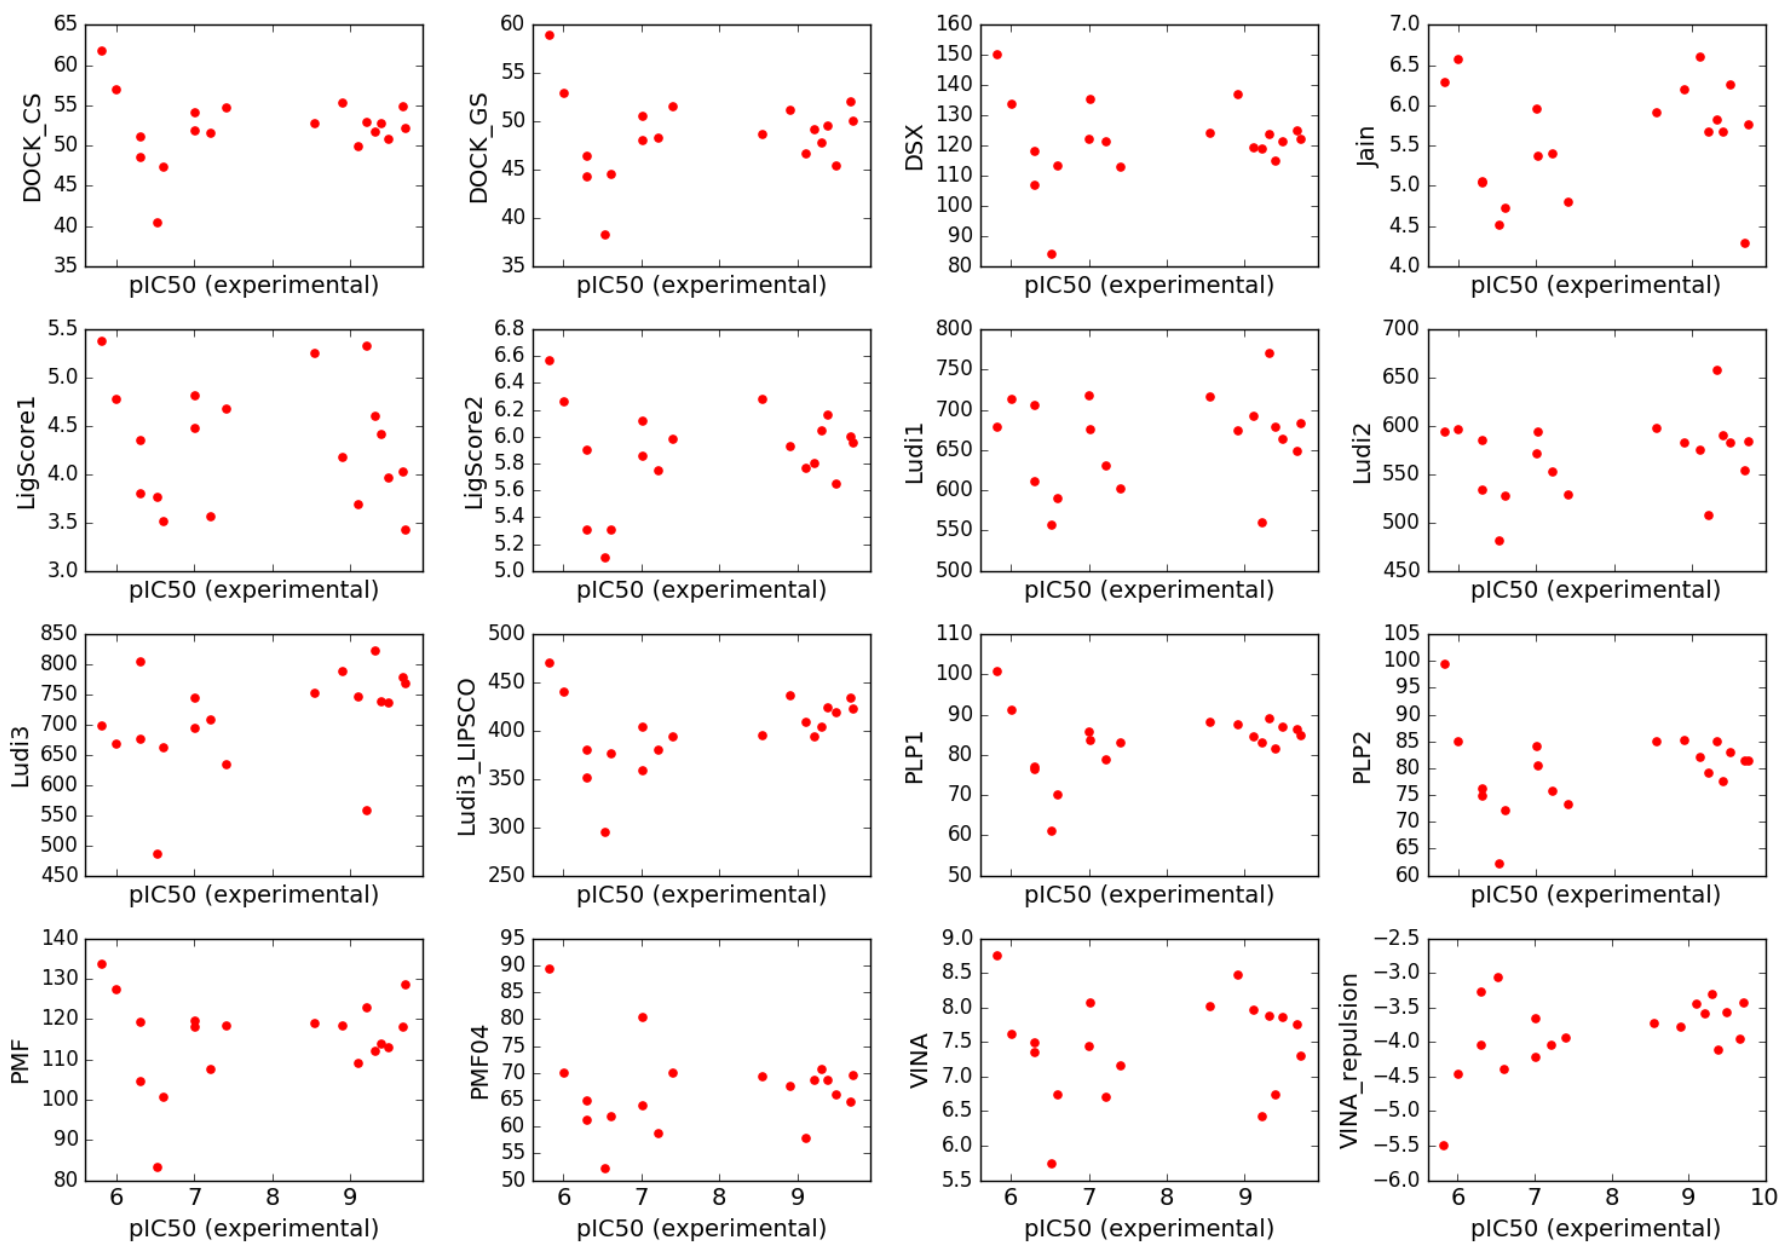 65 60 160 7.0
60 55 150 6.5
55 50 140 6.0
50 45 130 5.5
45 40 120 5.0
40 35 110 4.5
35 100 4.0
90
80
DOCK_CS DOCK_GS DSX Jain
pIC50 (experimental) pIC50 (experimental) pIC50 (experimental) pIC50 (experimental)
5.5 6.8 800 700
5.0 6.6 750 650
4.5 6.4 700 600
4.0 6.2 650 550
3.5 6.0 600 500
3.0 5.8 550 450
5.6 500
5.4
5.2
5.0
LigScore1 LigScore2 Ludi1 Ludi2
pIC50 (experimental) pIC50 (experimental) pIC50 (experimental) pIC50 (experimental)
850 500 110 105
800 450 100 100
750 400 90 95
700 350 80 90
650 300 70 85
600 250 60 80
550 50 75
500 70
450 65
60
Ludi3 Ludi3_LIPSCO PLP1 PLP2
pIC50 (experimental) pIC50 (experimental) pIC50 (experimental) pIC50 (experimental)
140 95 9.0 −2.5
130 90 8.5 −3.0
120 85 8.0 −3.5
110 80 7.5 −4.0
100 75 7.0 −4.5
90 70 6.5 −5.0
80 65 6.0 −5.5
60 5.5 −6.0
55
50
PMF PMF04 VINA VINA_repulsion
6 7 8 9 6 7 8 9 6 7 8 9 6 7 8 9 10
pIC50 (experimental) pIC50 (experimental) pIC50 (experimental) pIC50 (experimental)